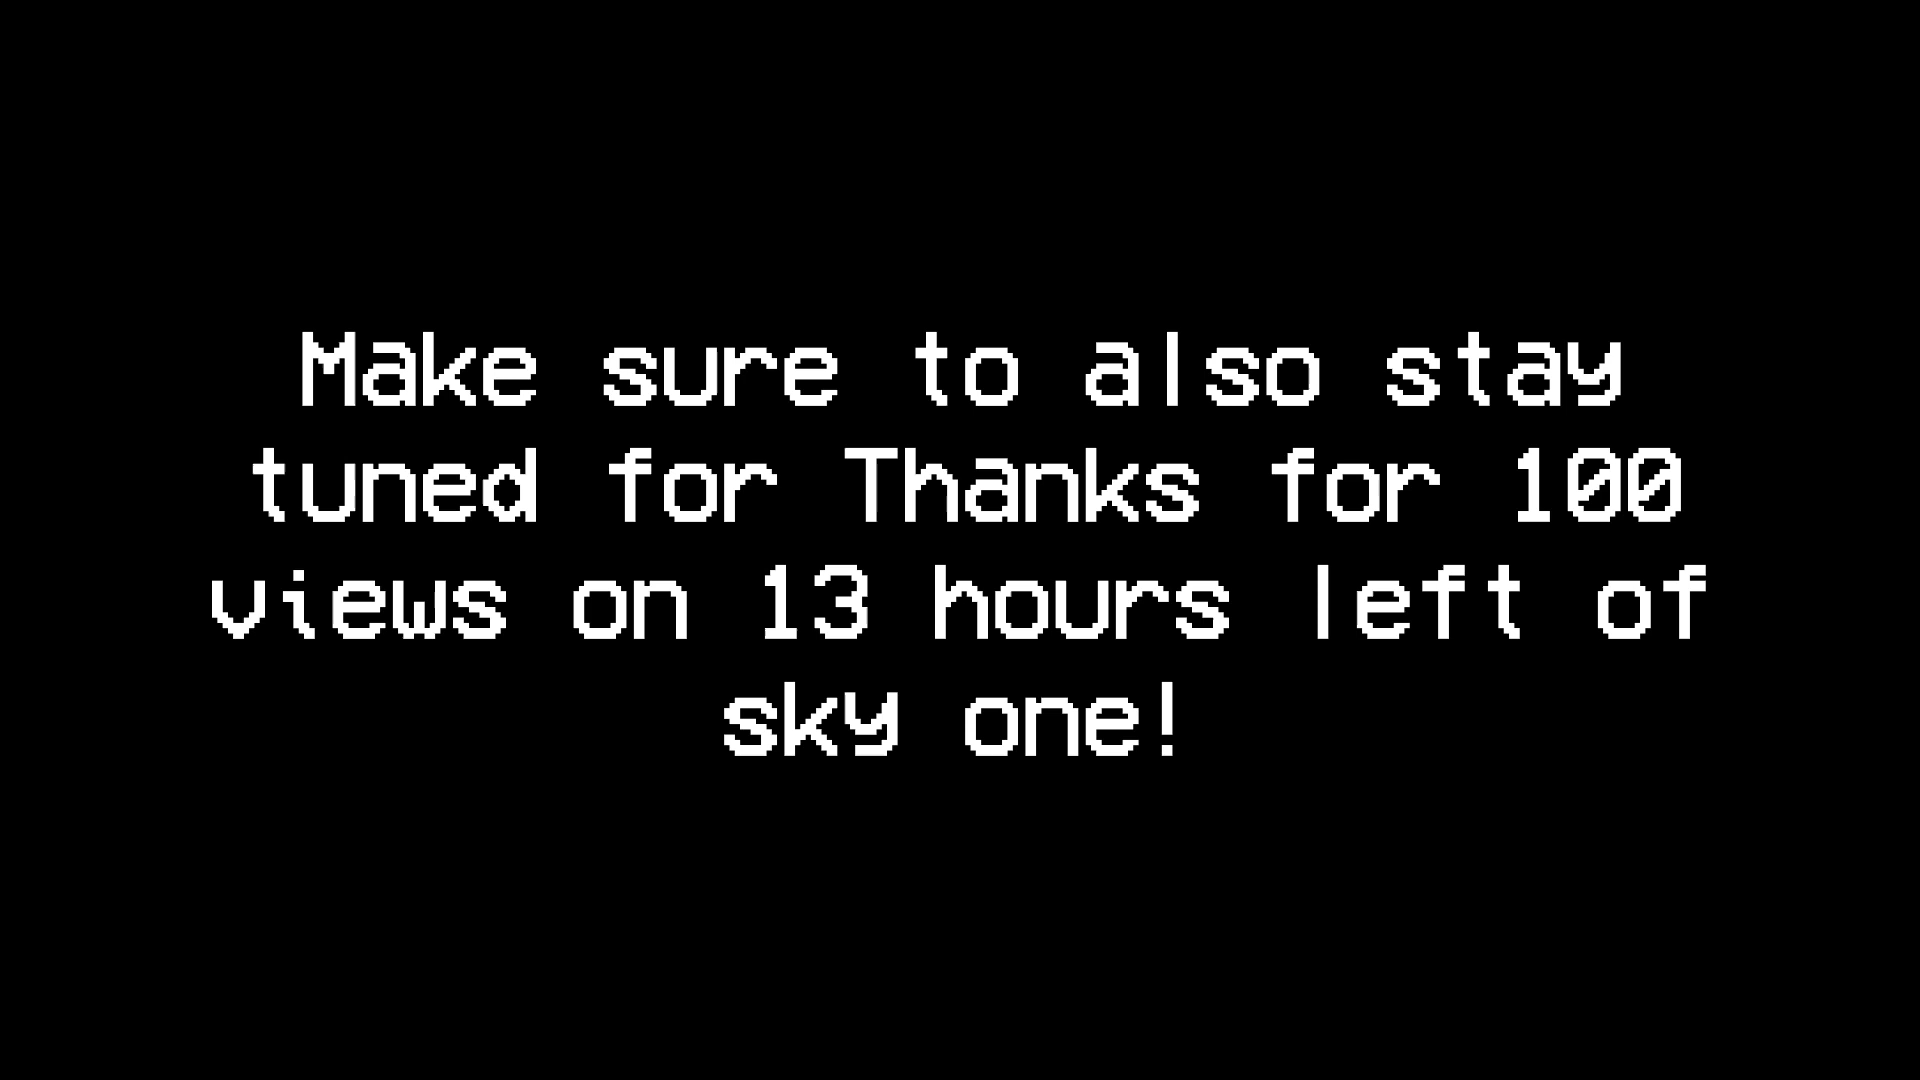 Make sure to also stay
tuned for Thanks for 100
views on 13 hours left of
sky one!